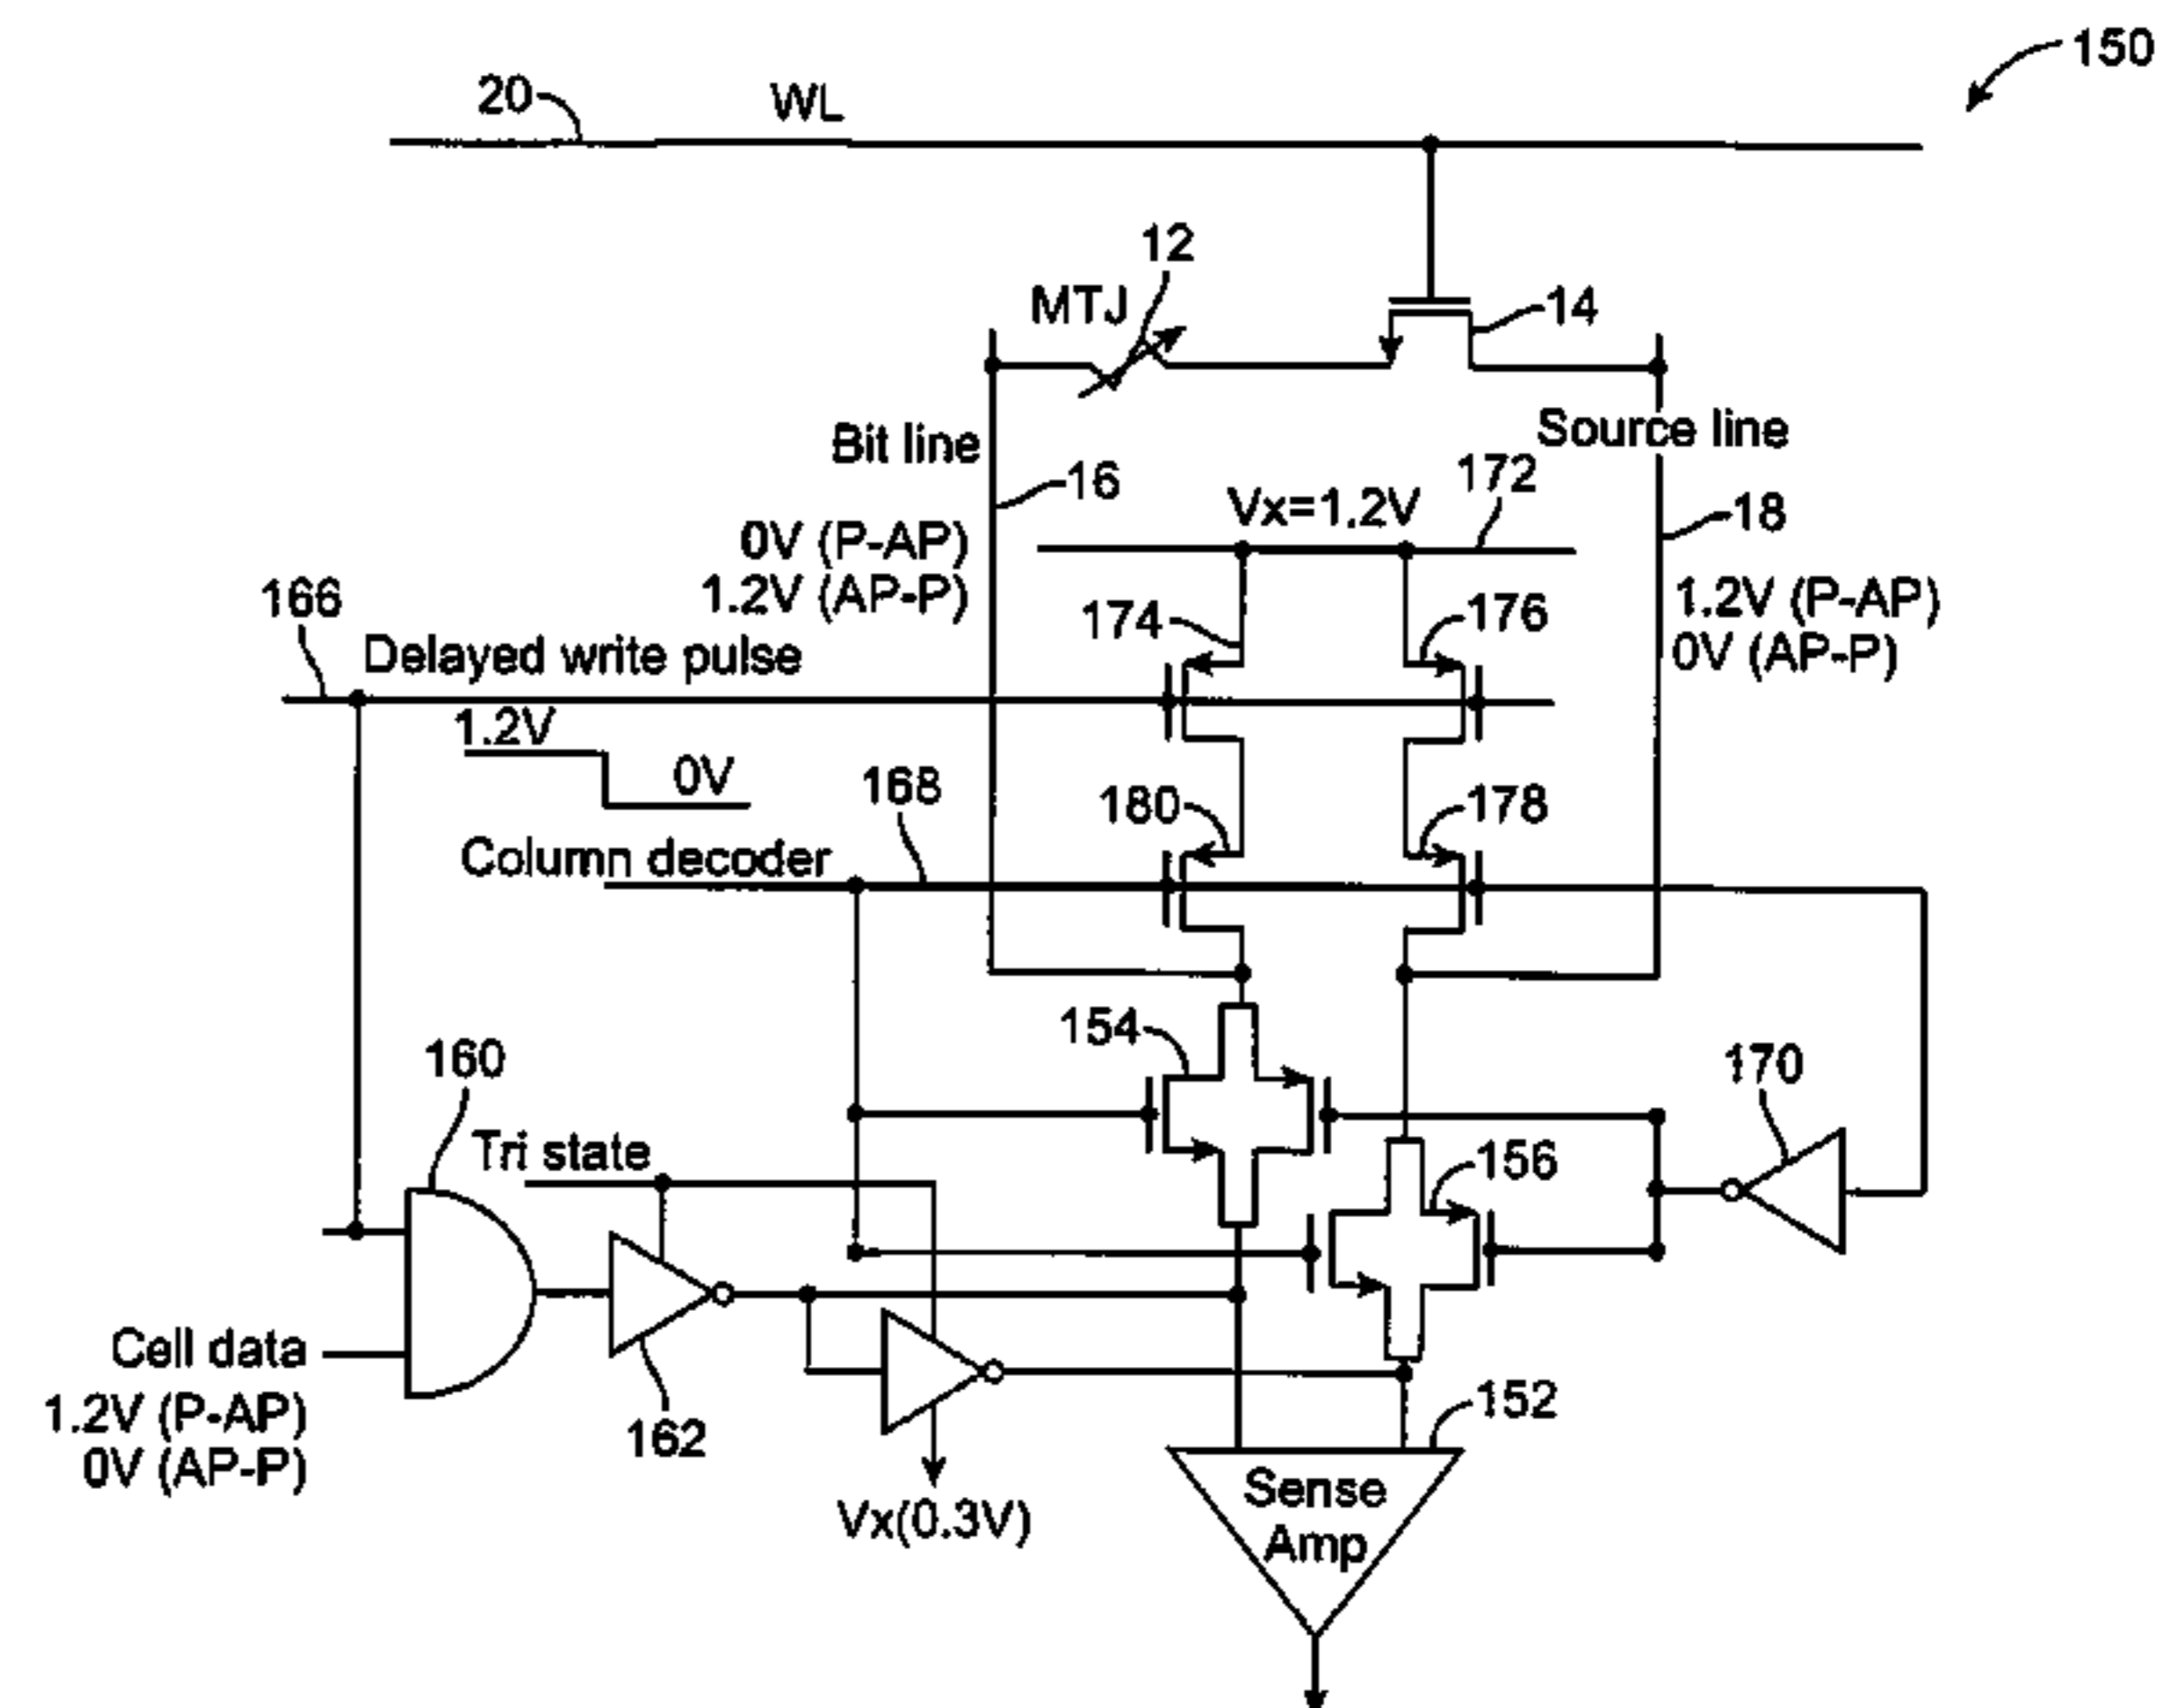 150
20
WL
12
MTJ
14
Bit line
Source line
16
172
Vx=1.2V
18
0V (P-AP)
1.2V (AP-P)
1.2V (P-AP)
0V (AP-P)
166
174
176
Delayed write pulse
1.2V
0V
168
180
178
Column decoder
154
160
170
Tri state
156
Cell data
1.2V (P-AP)
0V (AP-P)
162
152
Vx(0.3V)
Sense
Amp